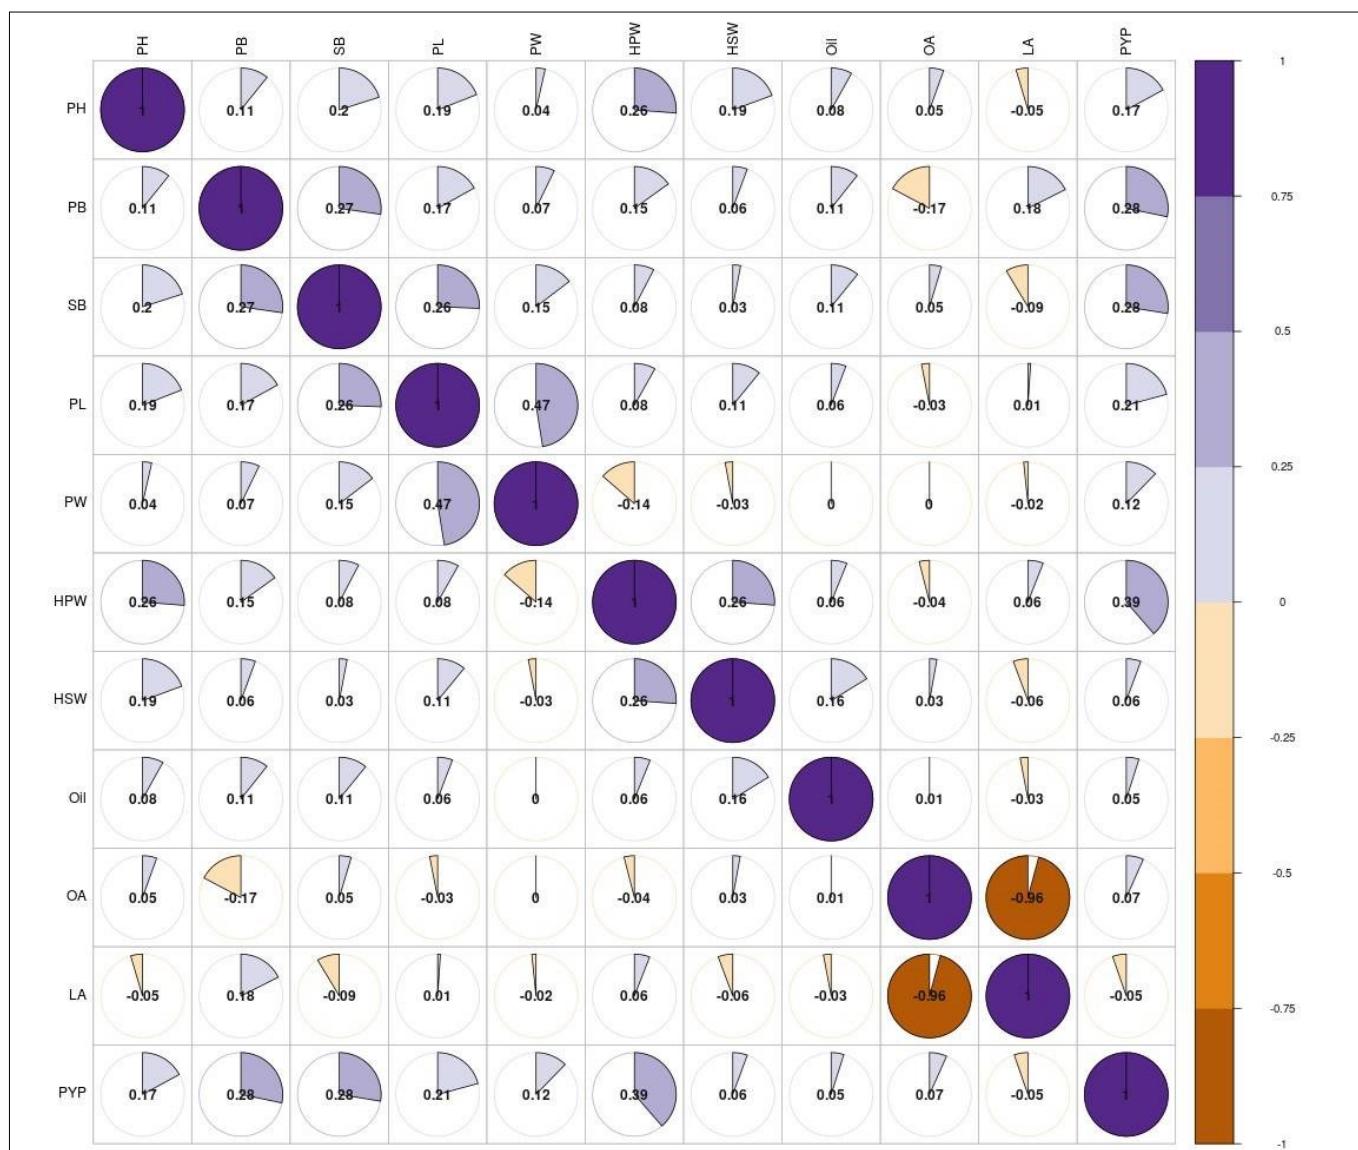 PH PB SB PL PW HPW HSW Oil OA LA PYP
1
PH 1 0.11 0.2 0.19 0.04 0.26 0.19 0.08 0.05 -0.05 0.17
0.75
PB 0.11 1 0.27 0.17 0.07 0.15 0.06 0.11 -0.17 0.18 0.28
SB 0.2 0.27 1 0.26 0.15 0.08 0.03 0.11 0.05 -0.09 0.28
0.5
PL 0.19 0.17 0.26 1 0.47 0.08 0.11 0.06 -0.03 0.01 0.21
0.25
PW 0.04 0.07 0.15 0.47 1 -0.14 -0.03 0 0 -0.02 0.12
HPW 0.26 0.15 0.08 0.08 -0.14 1 0.26 0.06 -0.04 0.06 0.39
0
HSW 0.19 0.06 0.03 0.11 -0.03 0.26 1 0.16 0.03 -0.06 0.06
-0.25
Oil 0.08 0.11 0.11 0.06 0 0.06 0.16 1 0.01 -0.03 0.05
-0.5
OA 0.05 -0.17 0.05 -0.03 0 -0.04 0.03 0.01 1 -0.96 0.07
LA -0.05 0.18 -0.09 0.01 -0.02 0.06 -0.06 -0.03 -0.96 1 -0.05
-0.75
PYP 0.17 0.28 0.28 0.21 0.12 0.39 0.06 0.05 0.07 -0.05 1
-1